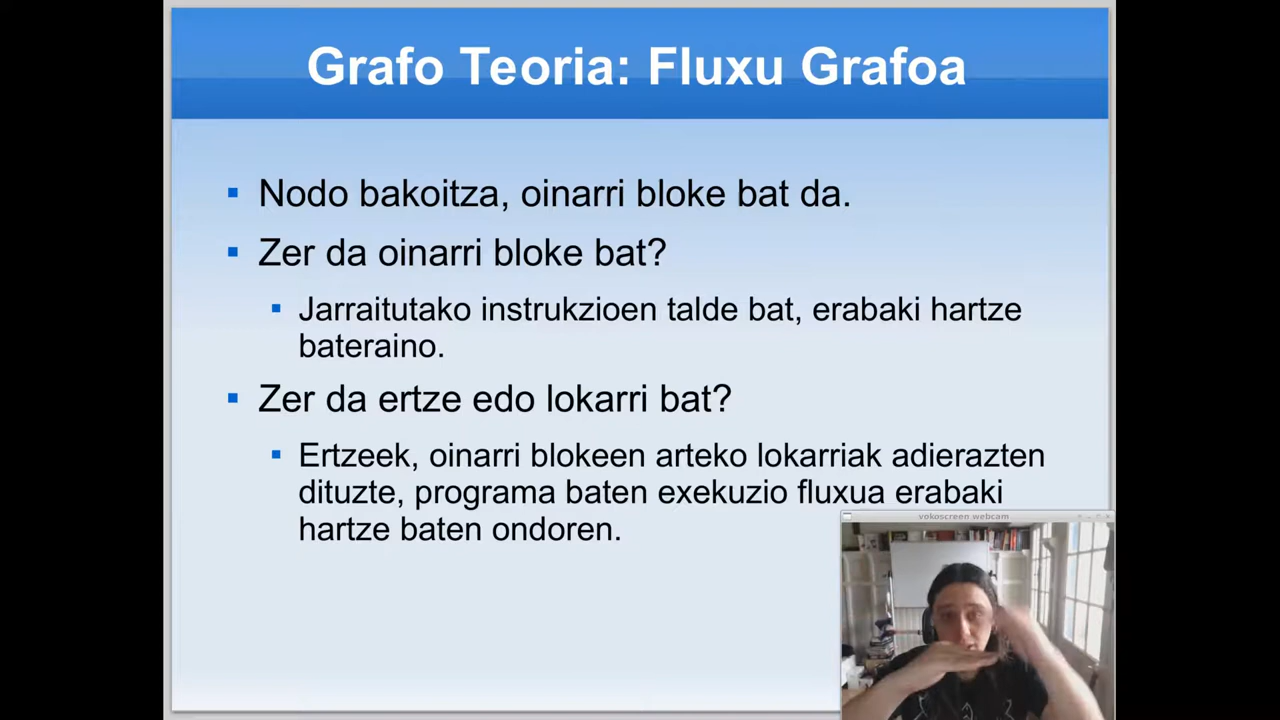 Grafo Teoria: Fluxu Grafoa
Nodo bakoitza, oinarri bloke bat da.
Zer da oinarri bloke bat?
Jarraitutako instrukzioen talde bat, erabaki hartze
bateraino.
Zer da ertze edo lokarri bat?
Ertzeek, oinarri blokeen arteko lokarriak adierazten
dituzte, programa baten exekuzio fluxua erabaki
hartze baten ondoren.
vokoscreen webcam